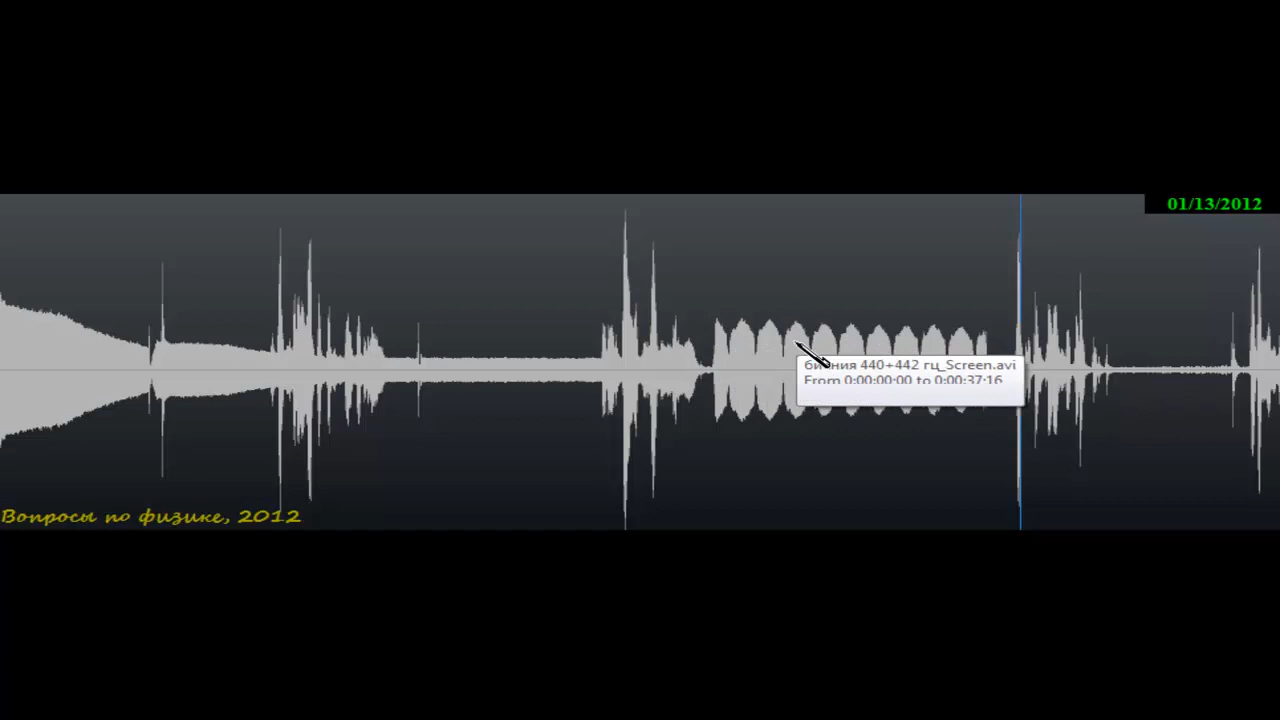 01/13/2012
440+442 гц_Screen.avi
From 0:00:00:00 to 0:00:37:16
Вопросы по физике, 2012